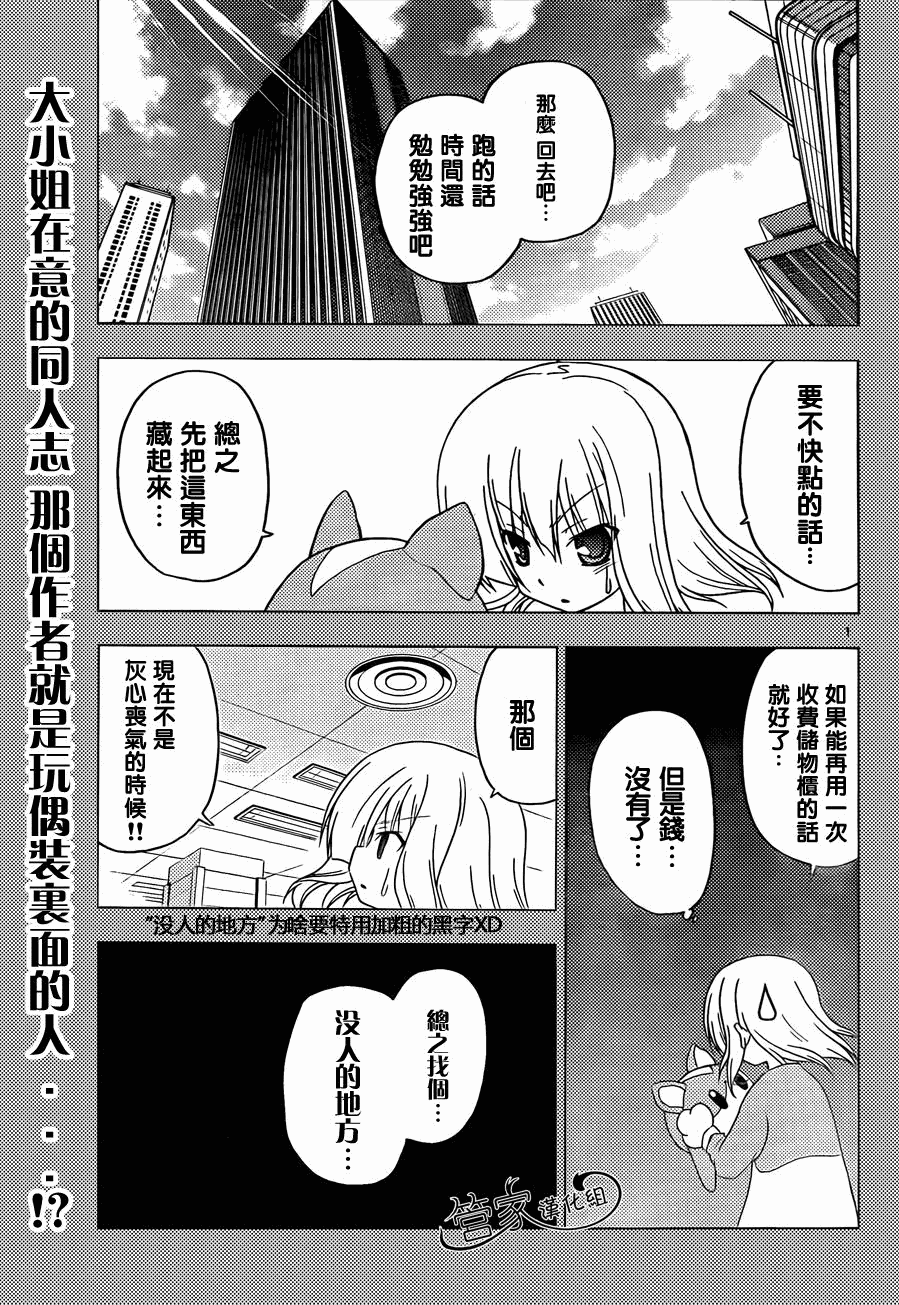 大小姐在意的同人志 那個作者就是玩偶裝裏面的人...!?
那麼 回去吧…
跑的話
時間還
勉勉強強吧
要不快點的話…
總之
先把這東西
藏起來…
1
如果能再用一次
收費儲物櫃的話
就好了…
但是錢…
沒有了…
那個
現在不是
灰心喪氣的時候!!
“没人的地方”为啥要特用加粗的黑字XD
總之找個…
没人的地方…
管家漢化組